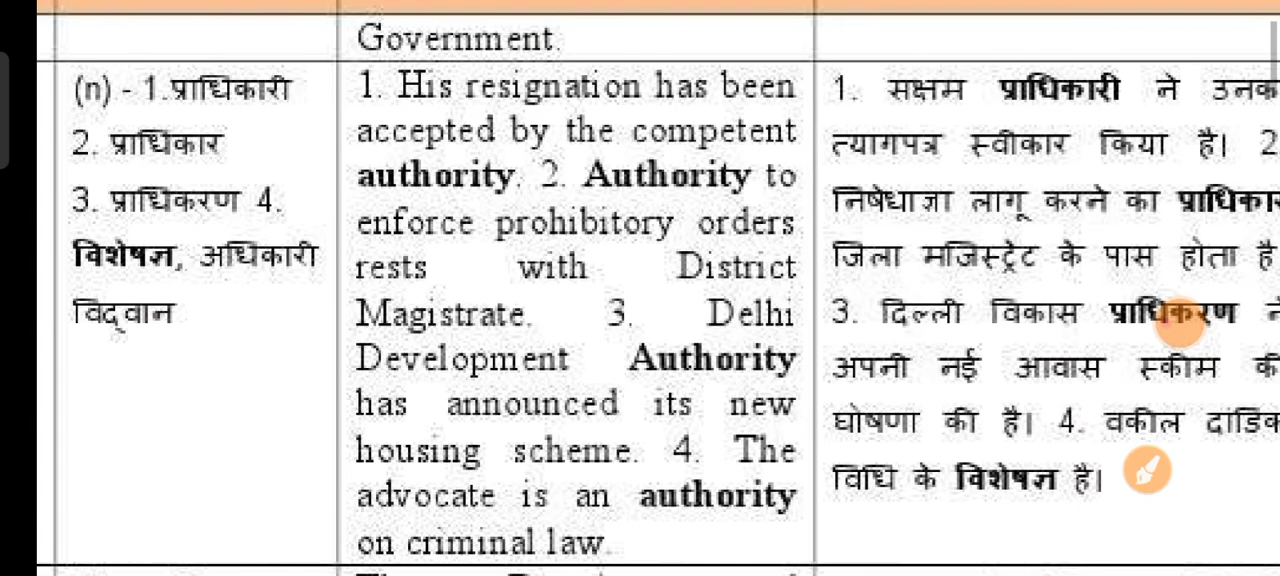 Government.
(n) - 1.प्राधिकारी
2. प्राधिकार
3. प्राधिकरण 4.
विशेषज्ञ, अधिकारी
विद्वान
1. His resignation has been
accepted by the competent
authority. 2. Authority to
enforce prohibitory orders
rests with District
Magistrate. 3. Delhi
Development Authority
has announced its new
housing scheme. 4. The
advocate is an authority
on criminal law.
1. सक्षम प्राधिकारी ने
त्यागपत्र स्वीकार किया है। 2
निषेधाज्ञा लागू करने का
जिला मजिस्ट्रेट के पास होता है
3. दिल्ली विकास प्राधिकरण
अपनी नई आवास स्कीम
घोषणा की है। 4. वकील
विधि के विशेषज्ञ है।